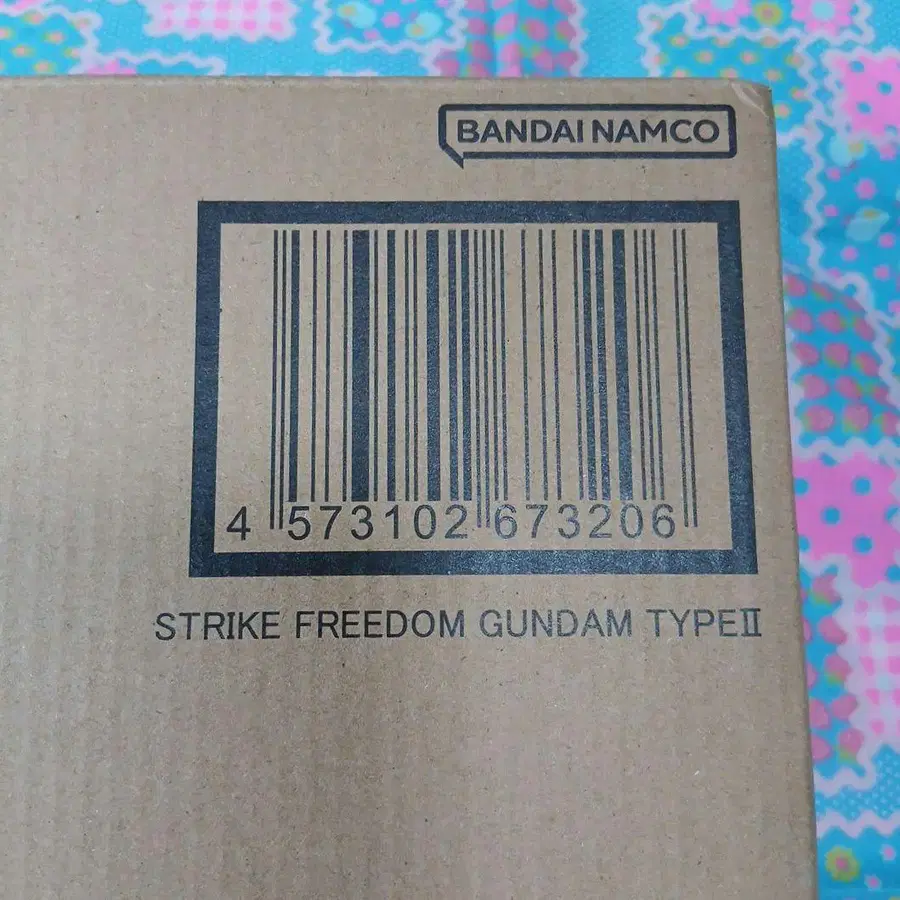 BANDAI NAMCO
4 573102 673206
STRIKE FREEDOM GUNDAM TYPEⅡ